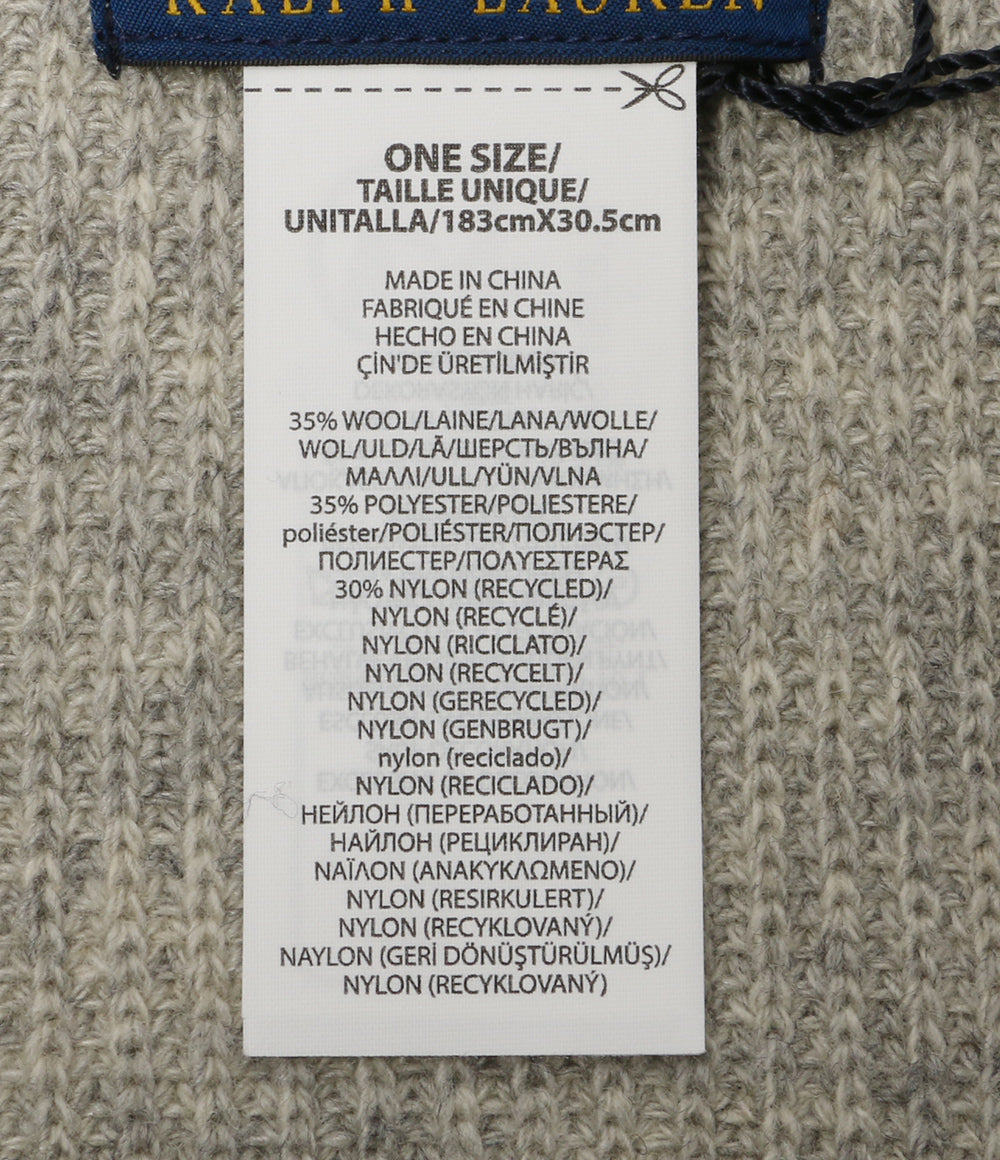 RALPH LAUREN
ONE SIZE/
TAILLE UNIQUE/
UNITALLA/183cmX30.5cm
MADE IN CHINA
FABRIQUÉ EN CHINE
HECHO EN CHINA
ÇİN'DE ÜRETİLMİŞTİR
35% WOOL/LAINE/LANA/WOLLE/
WOL/ULD/LÃ/ШЕРСТЬ/ВЪЛНА/
ΜΑΛΛΙ/ULL/YÜN/VLNA
35% POLYESTER/POLIESTERE/
poliéster/POLIÉSTER/ПОЛИЭСТЕР/
ПОЛИЕСТЕР/ΠΟΛΥΕΣΤΕΡΑΣ
30% NYLON (RECYCLED)/
NYLON (RECYCLÉ)/
NYLON (RICICLATO)/
NYLON (RECYCELT)/
NYLON (GERECYCLED)/
NYLON (GENBRUGT)/
nylon (reciclado)/
NYLON (RECICLADO)/
НЕЙЛОН (ПЕРЕРАБОТАННЫЙ)/
НАЙЛОН (РЕЦИКЛИРАН)/
ΝΑΪΛΟΝ (ΑΝΑΚΥΚΛΩΜΕΝΟ)/
NYLON (RESIRKULERT)/
NYLON (RECYKLOVANÝ)/
NAYLON (GERİ DÖNÜŞTÜRÜLMÜŞ)/
NYLON (RECYKLOVANÝ)